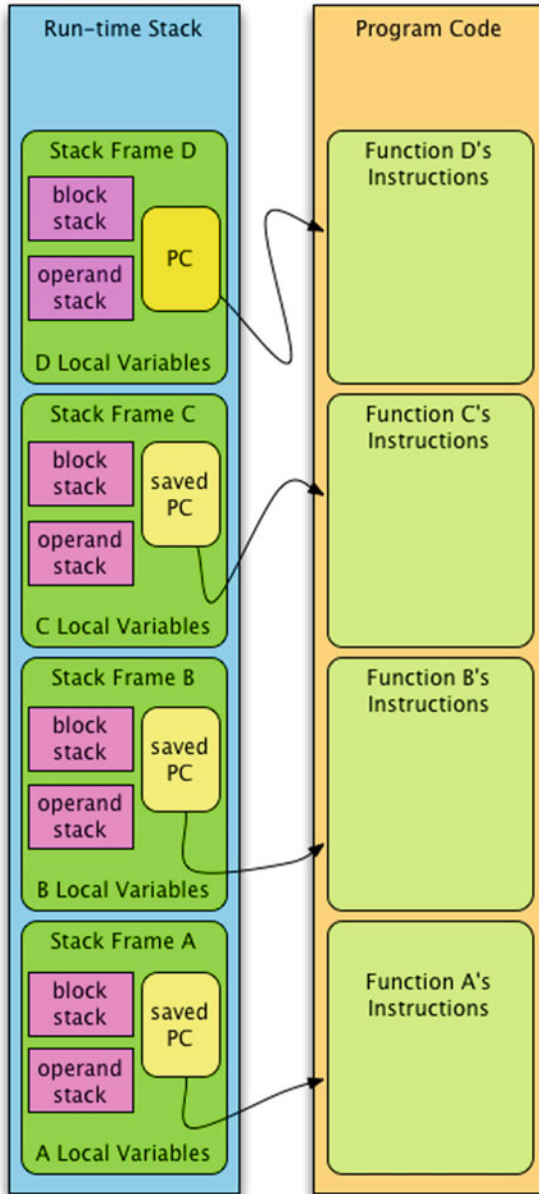 Run-time Stack
Stack Frame D
block
stack
PC
operand
stack
D Local Variables
Stack Frame C
block
stack
saved
PC
operand
stack
C Local Variables
Stack Frame B
block
stack
saved
PC
operand
stack
B Local Variables
Stack Frame A
block
stack
saved
PC
operand
stack
A Local Variables
Program Code
Function D's
Instructions
Function C's
Instructions
Function B's
Instructions
Function A's
Instructions